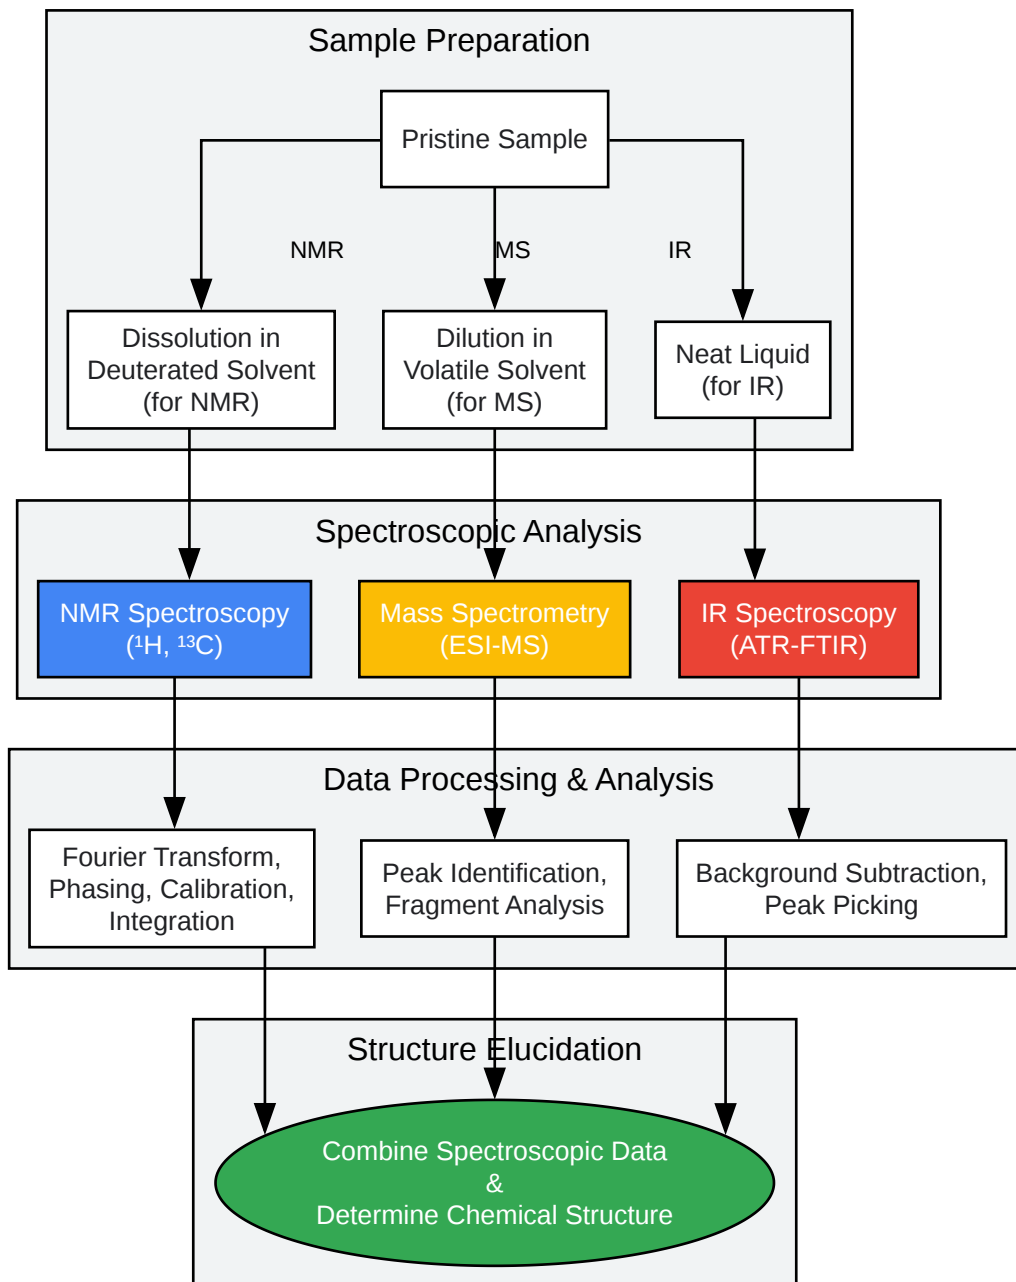 Sample Preparation
Pristine Sample
NMR
MS
IR
Dissolution in
Deuterated Solvent
(for NMR)
Dilution in
Volatile Solvent
(for MS)
Neat Liquid
(for IR)
Spectroscopic Analysis
NMR Spectroscopy
(¹H, ¹³C)
Mass Spectrometry
(ESI-MS)
IR Spectroscopy
(ATR-FTIR)
Data Processing & Analysis
Fourier Transform,
Phasing, Calibration,
Integration
Peak Identification,
Fragment Analysis
Background Subtraction,
Peak Picking
Structure Elucidation
Combine Spectroscopic Data
&
Determine Chemical Structure